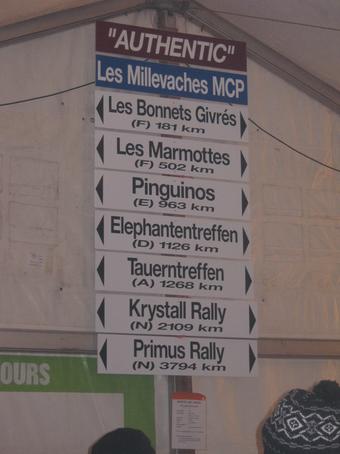 "AUTHENTIC"
Les Millevaches MCP
Les Bonnets Givrés
(F) 181 km
Les Marmottes
(F) 502 km
Pinguinos
(E) 963 km
Elephantentreffen
(D) 1126 km
Tauerntreffen
(A) 1268 km
Krystall Rally
(N) 2109 km
Primus Rally
(N) 3794 km
OURS